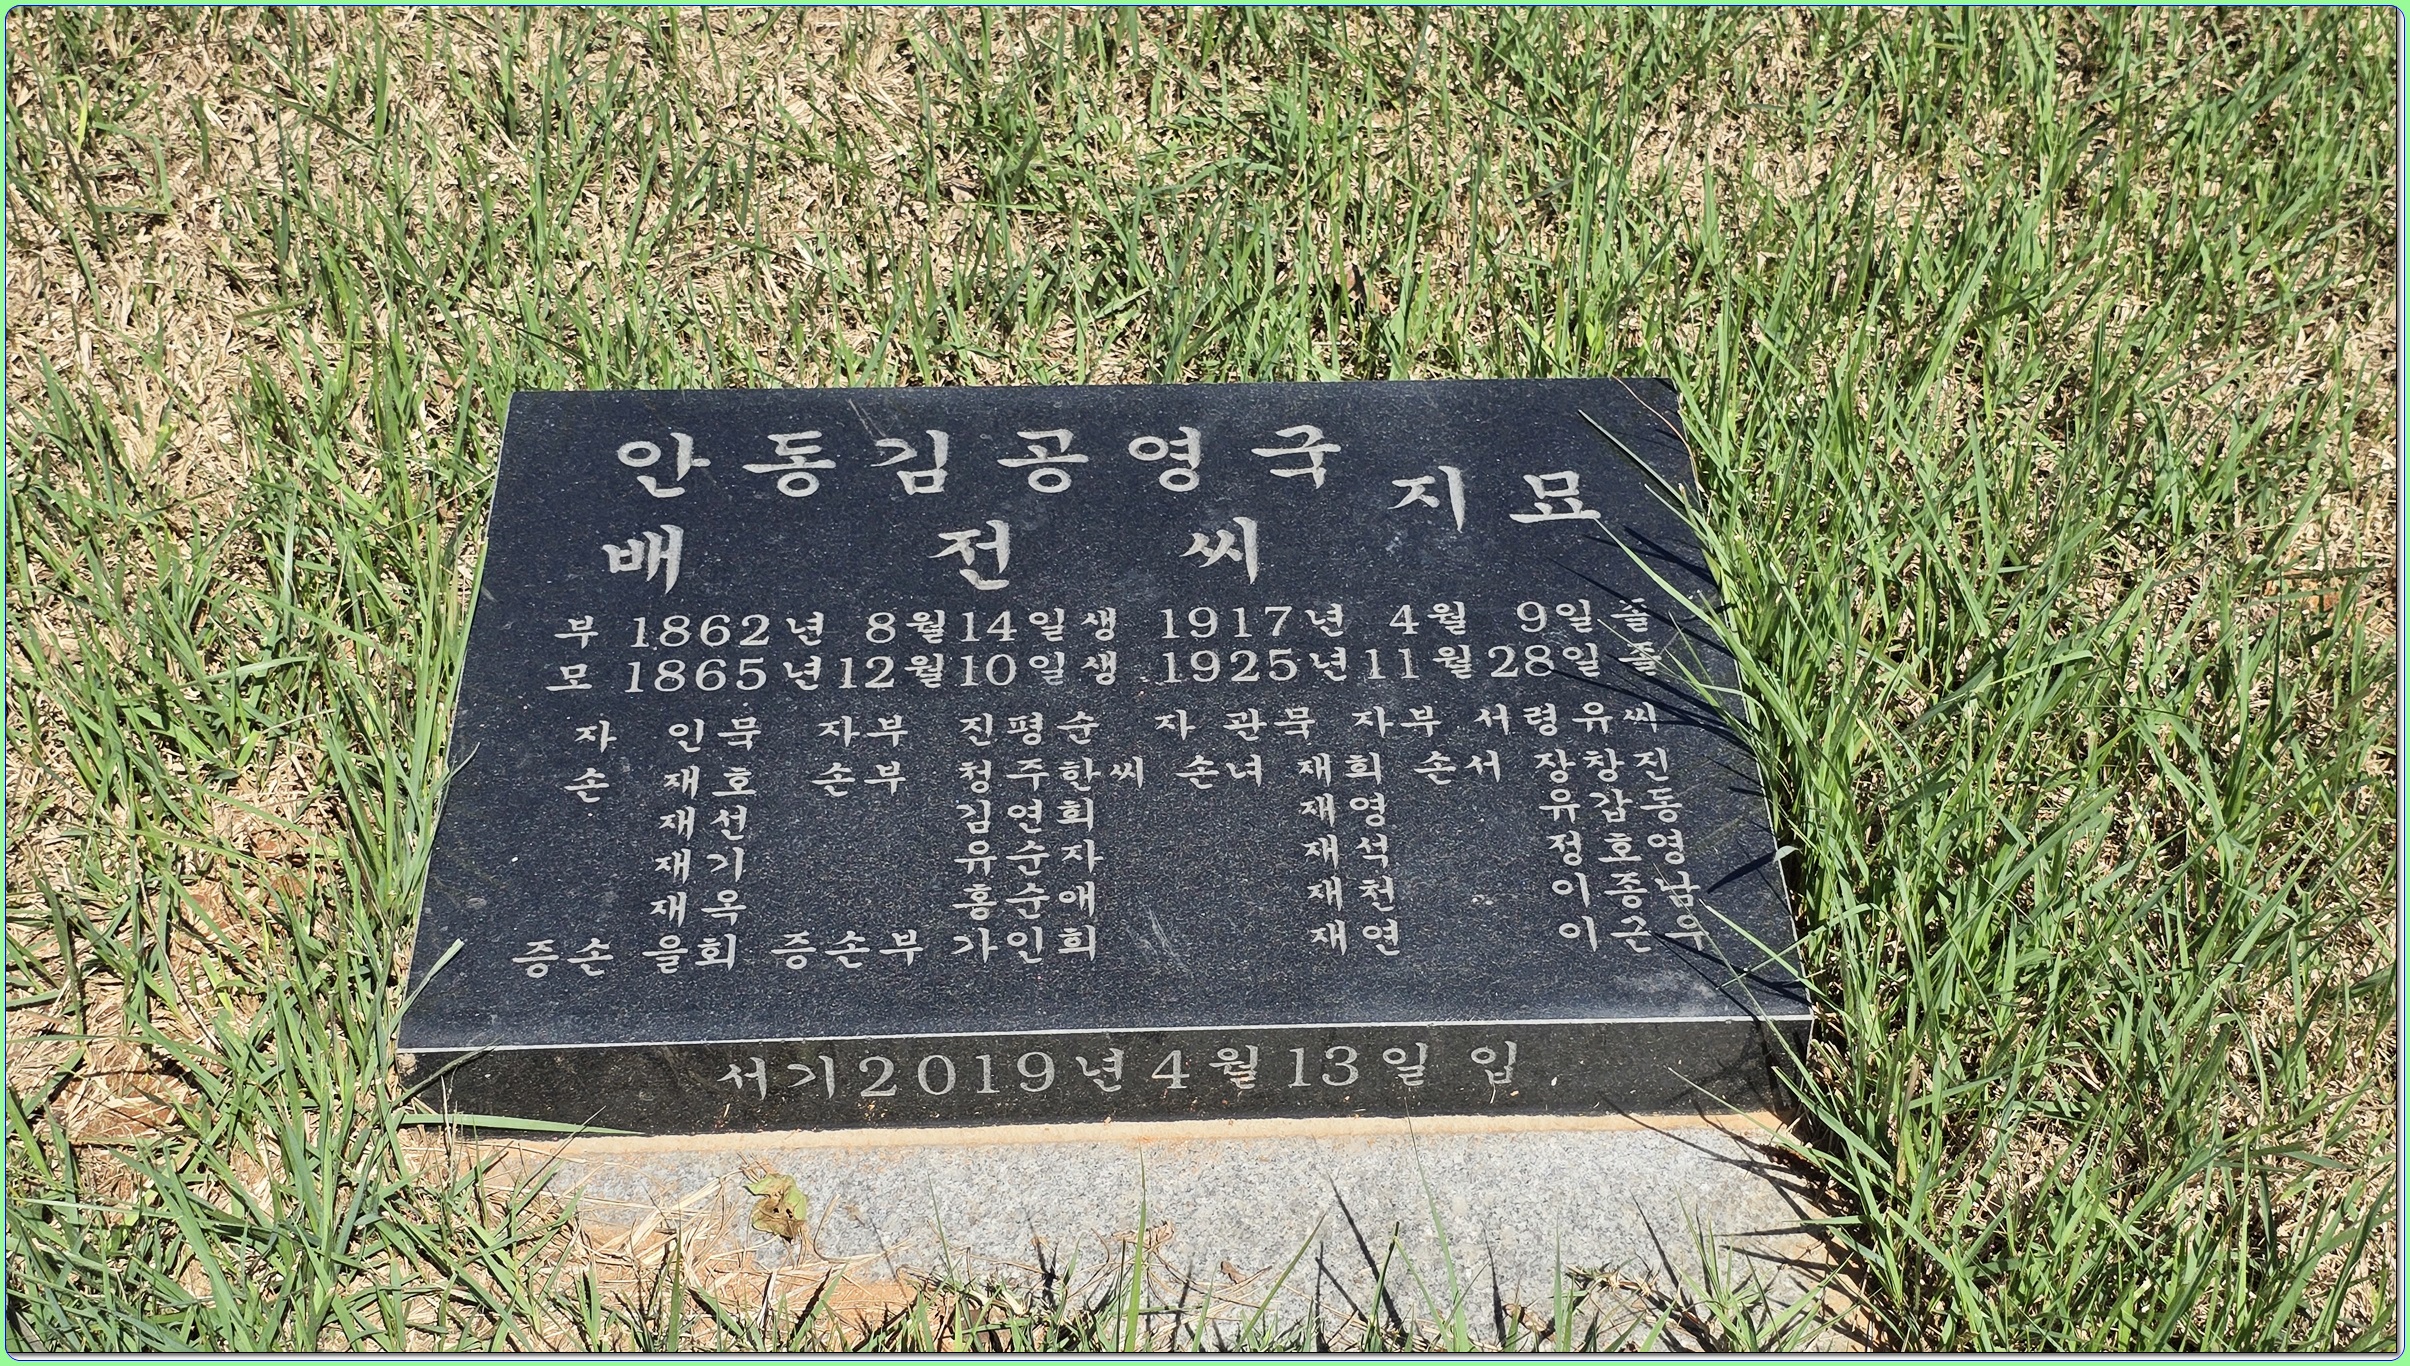 안동김공영국
지묘
배 전 씨
부 1862년 8월14일생 1917년 4월 9일 졸
모 1865년12월10일생 1925년11월28일 졸
자 인묵 자부 진평순 자 관묵 자부 서령유씨
손 재호 손부 청주한씨 손녀 재희 손서 장창진
재선 김연희 재영 유갑동
재기 유순자 재석 정호영
재옥 홍순애 재천 이종남
재연 이근우
증손 을회 증손부 가인희
서기2019년4월13일 입